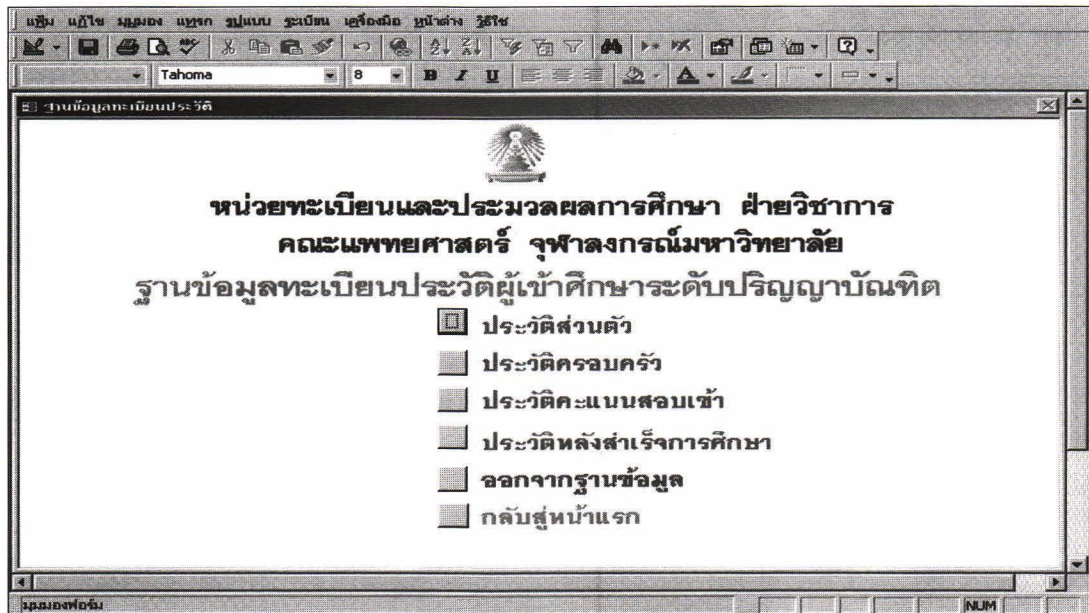 แฟ้ม แก้ไข มุมมอง แทรก รูปแบบ ระเบียน เครื่องมือ หน้าต่าง วิธีใช้
Tahoma 8 B I U
ฐานข้อมูลทะเบียนประวัติ
หน่วยทะเบียนและประมวลผลการศึกษา ฝ่ายวิชาการ
คณะแพทยศาสตร์ จุฬาลงกรณ์มหาวิทยาลัย
ฐานข้อมูลทะเบียนประวัติผู้เข้าศึกษาระดับปริญญาบัณฑิต
ประวัติส่วนตัว
ประวัติครอบครัว
ประวัติคะแนนสอบเข้า
ประวัติหลังสำเร็จการศึกษา
ออกจากฐานข้อมูล
กลับสู่หน้าแรก
มุมมองฟอร์ม NUM